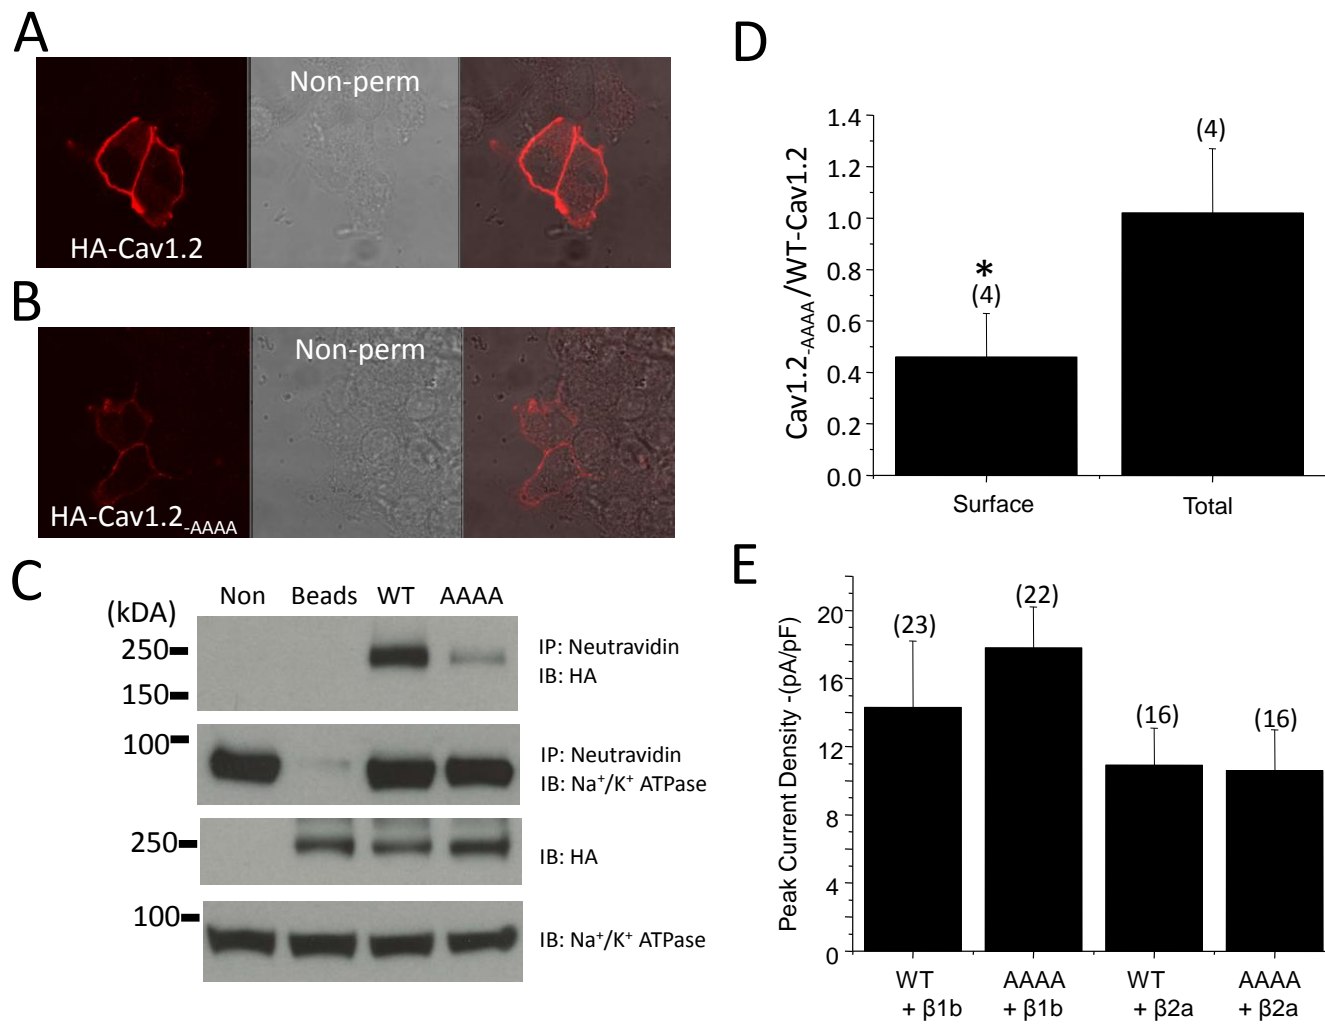 A
Non-perm
HA-Cav1.2
B
Non-perm
HA-Cav1.2-AAAA
C
Non Beads WT AAAA
(kDA)
250
150
IP: Neutravidin
IB: HA
100
IP: Neutravidin
IB: Na+/K+ ATPase
250
IB: HA
100
IB: Na+/K+ ATPase
D
Cav1.2-AAAA/WT-Cav1.2
1.4
1.2
1.0
0.8
0.6
0.4
0.2
0.0
*
(4)
(4)
Surface Total
E
Peak Current Density -(pA/pF)
20
16
12
8
4
0
(23)
(22)
(16)
(16)
WT
+ β1b
AAAA
+ β1b
WT
+ β2a
AAAA
+ β2a